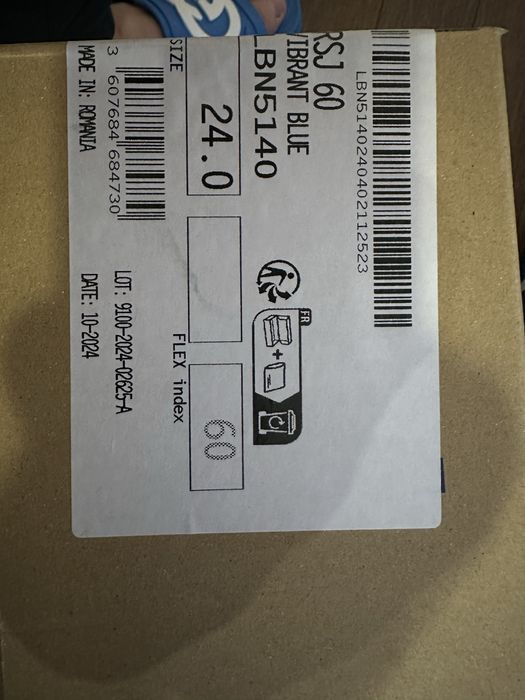 RSJ 60
VIBRANT BLUE
LBN5140
LBN5140240402112523
SIZE
24.0
FR
+
FLEX index
60
3 607684 684730
MADE IN: ROMANIA
LOT: 9100-2024-02625-A
DATE: 10-2024